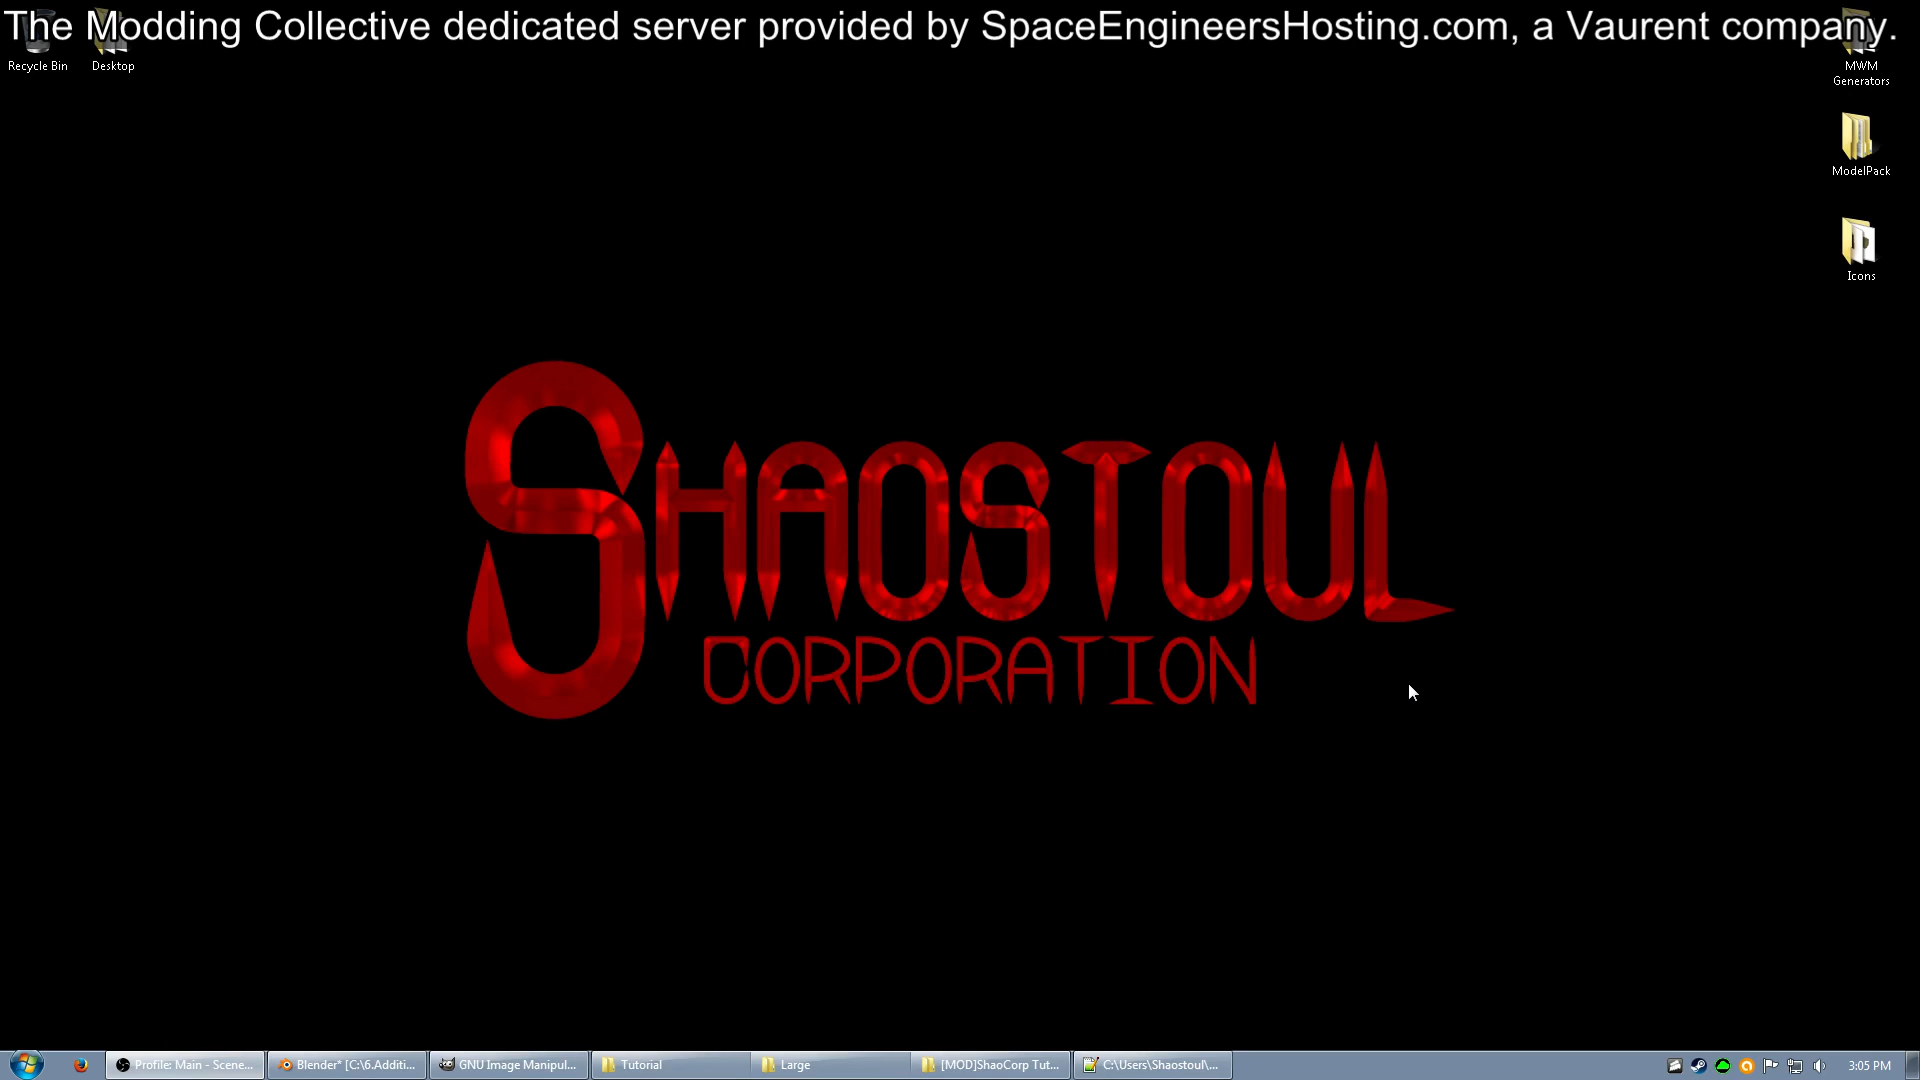 The Modding Collective dedicated server provided by SpaceEngineersHosting.com, a Vaurent company.
Recycle Bin
Desktop
MWM
Generators
ModelPack
Icons
SHAOSTOUL
CORPORATION
Profile: Main - Scene...
Blender* [C:\6.Additi...
GNU Image Manipul...
Tutorial
Large
[MOD]ShaoCorp Tut...
C:\Users\Shaostoul\...
3:05 PM